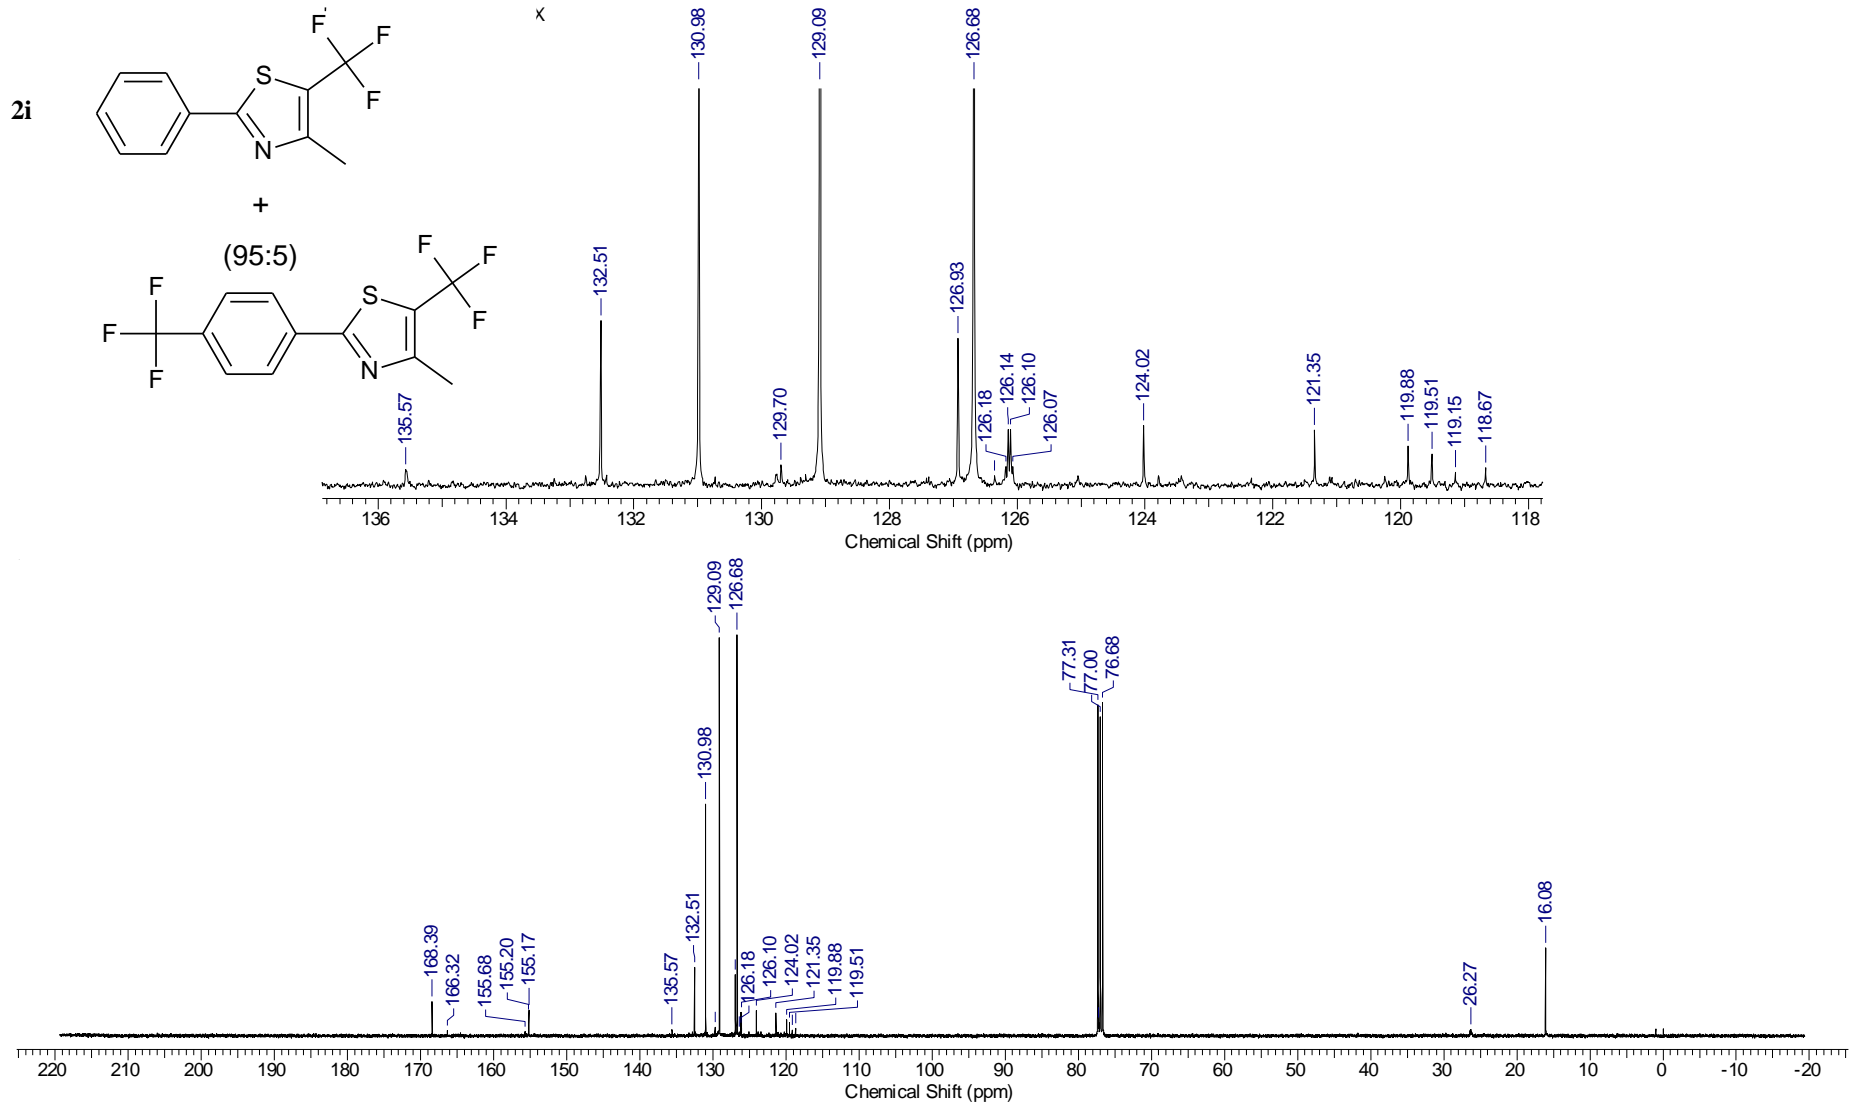 2i
F
F
F
S
N
x
+
(95:5)
F
F
F
F
F
F
S
N
135.57
132.51
130.98
129.70
129.09
126.93
126.68
126.18
126.14
126.10
126.07
124.02
121.35
119.88
119.51
119.15
118.67
136 134 132 130 128 126 124 122 120 118
Chemical Shift (ppm)
168.39
166.32
155.68
155.20
155.17
135.57
132.51
130.98
129.09
126.68
126.18
126.10
124.02
121.35
119.88
119.51
77.31
77.00
76.68
26.27
16.08
220 210 200 190 180 170 160 150 140 130 120 110 100 90 80 70 60 50 40 30 20 10 0 -10 -20
Chemical Shift (ppm)